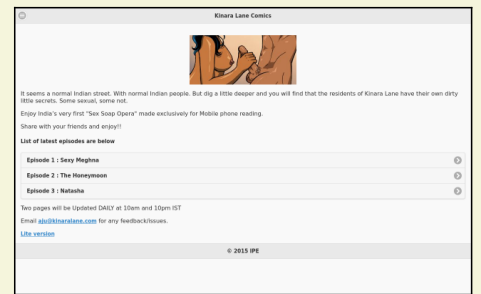 Kinara Lane Comics
It seems a normal Indian street. With normal Indian people. But dig a little deeper and you will find that the residents of Kinara Lane have their own dirty
little secrets. Some sexual, some not.
Enjoy India's very first "Sex Soap Opera" made exclusively for Mobile phone reading.
Share with your friends and enjoy!!
List of latest episodes are below
Episode 1 : Sexy Meghna
Episode 2 : The Honeymoon
Episode 3 : Natasha
Two pages will be Updated DAILY at 10am and 10pm IST
Email aju@kinaralane.com for any feedback/issues.
Lite version
© 2015 IPE